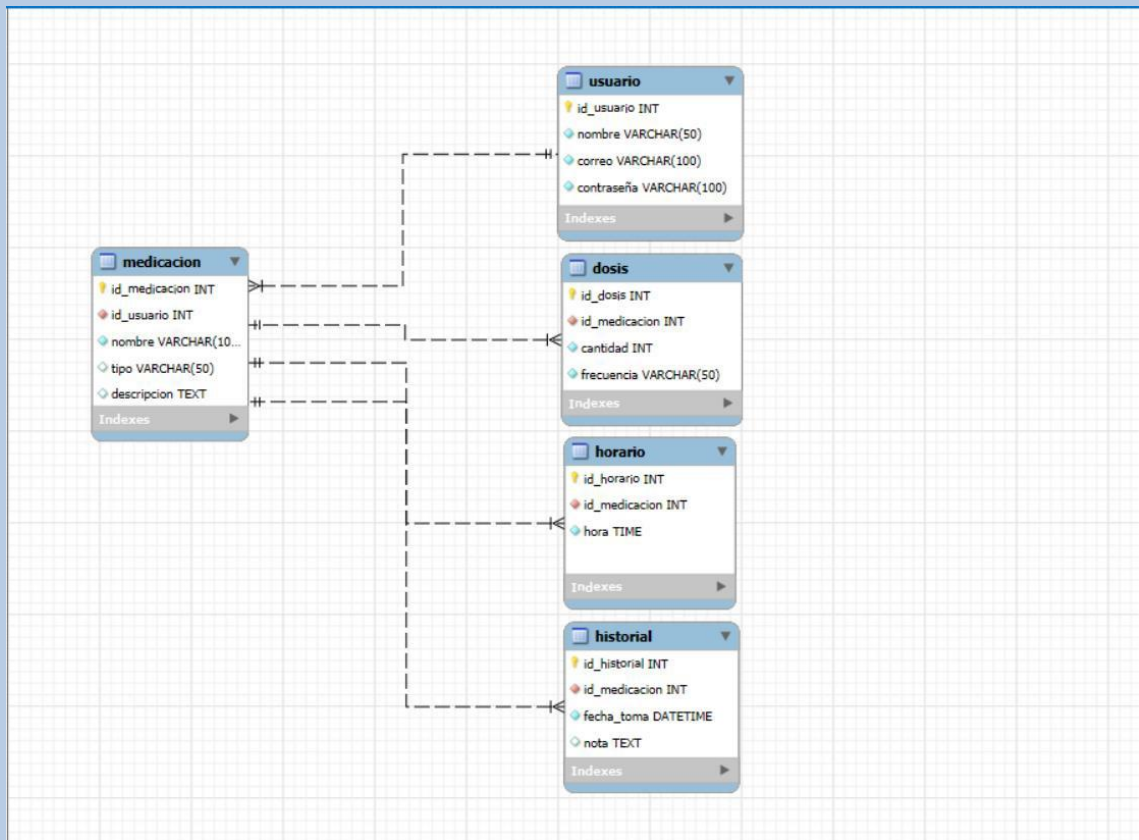 usuario
id_usuario INT
nombre VARCHAR(50)
correo VARCHAR(100)
contraseña VARCHAR(100)
Indexes
medicacion
id_medicacion INT
id_usuario INT
nombre VARCHAR(10...
tipo VARCHAR(50)
descripcion TEXT
Indexes
dosis
id_dosis INT
id_medicacion INT
cantidad INT
frecuencia VARCHAR(50)
Indexes
horario
id_horario INT
id_medicacion INT
hora TIME
Indexes
historial
id_historial INT
id_medicacion INT
fecha_toma DATETIME
nota TEXT
Indexes